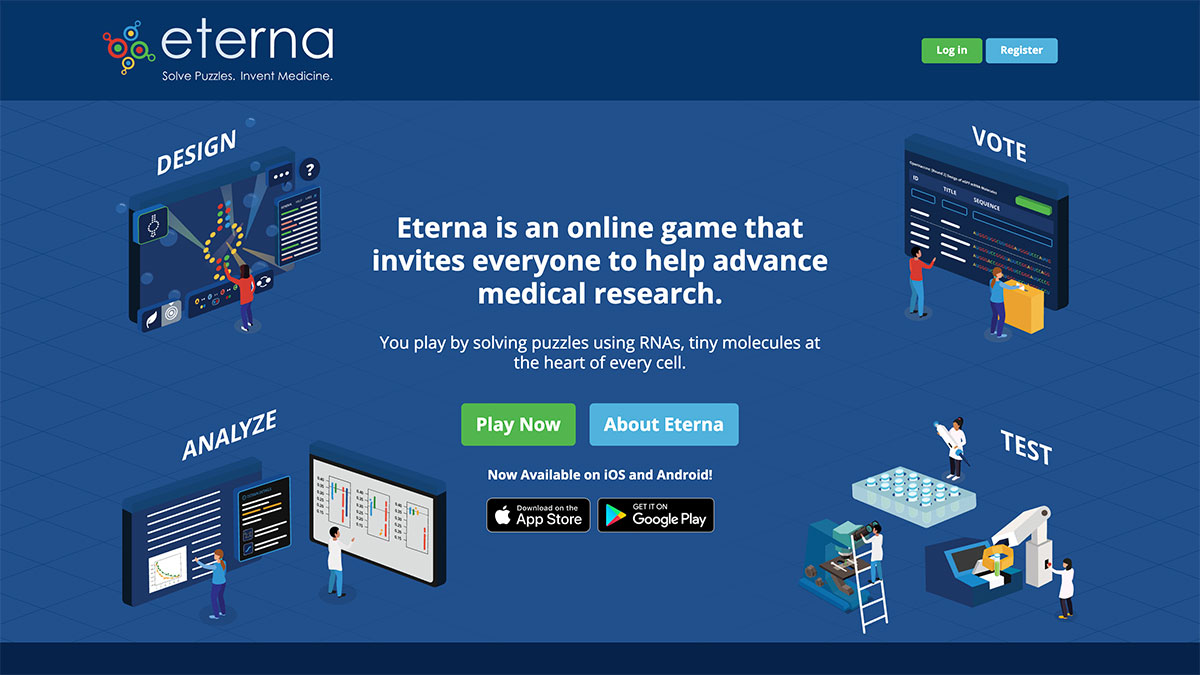 eterna
Solve Puzzles. Invent Medicine.
Log in
Register
DESIGN
?
VOTE
ID
TITLE
SEQUENCE
Eterna is an online game that
invites everyone to help advance
medical research.
You play by solving puzzles using RNAs, tiny molecules at
the heart of every cell.
Play Now
About Eterna
Now Available on iOS and Android!
Download on the
App Store
GET IT ON
Google Play
ANALYZE
TEST